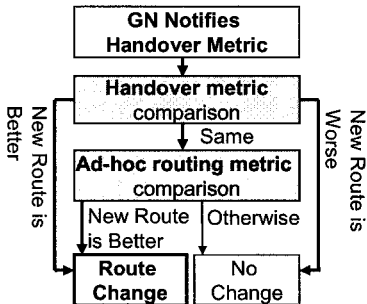 GN Notifies
Handover Metric
Handover metric
comparison
New Route is
Better
Same
New Route is
Worse
Ad-hoc routing metric
comparison
New Route
is Better
Otherwise
Route
Change
No
Change